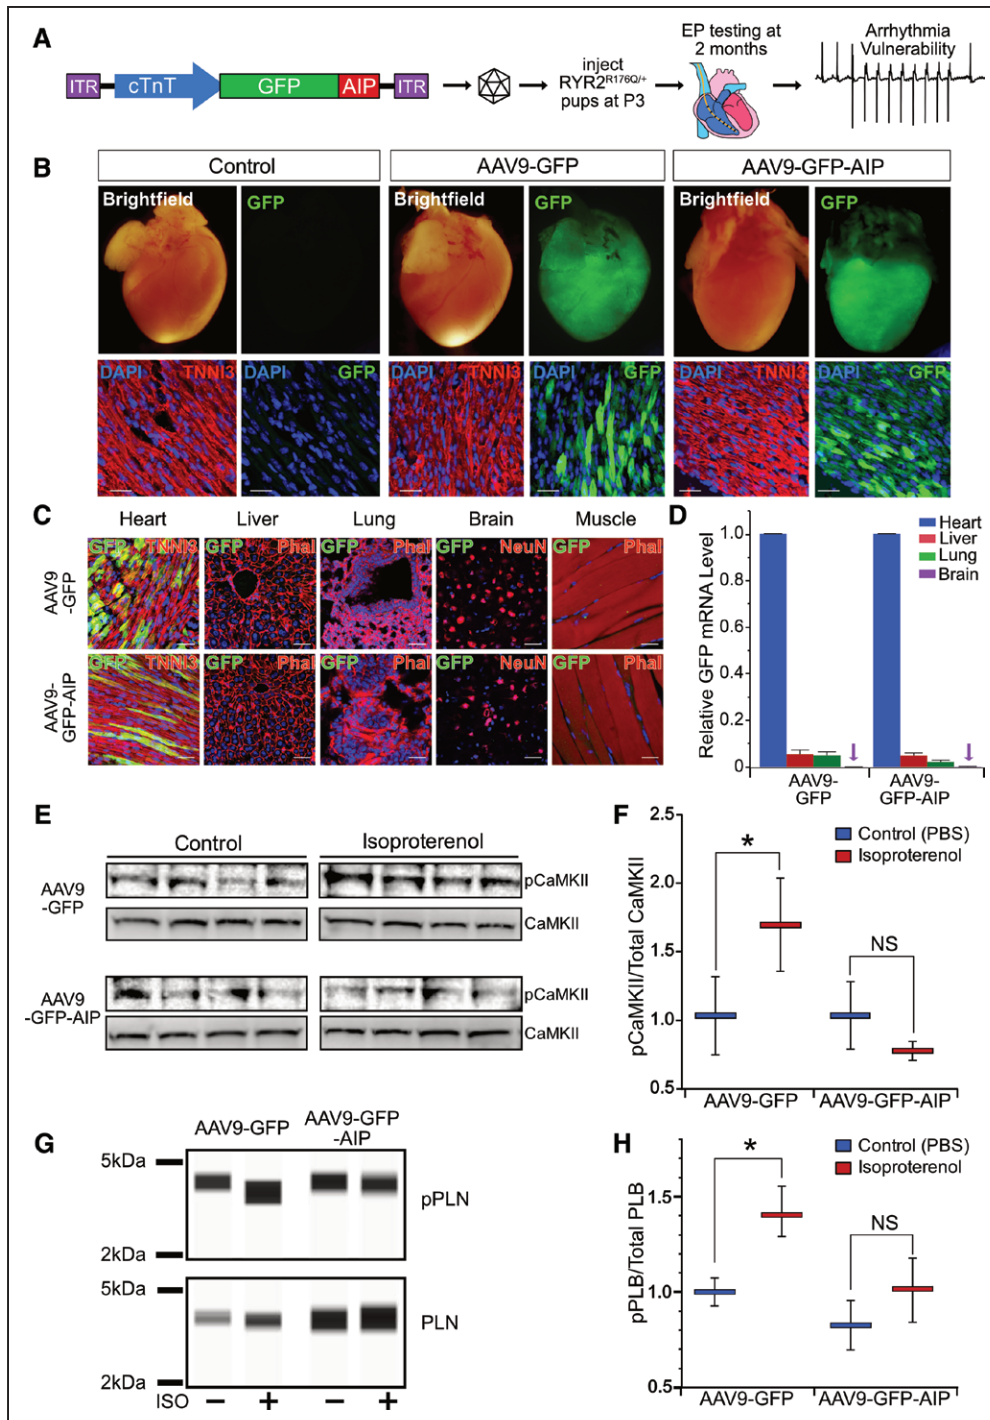 A
ITR cTnT GFP AIP ITR
inject
RYR2R176Q/+
pups at P3
EP testing at
2 months
Arrhythmia
Vulnerability
B
Control
AAV9-GFP
AAV9-GFP-AIP
Brightfield GFP Brightfield GFP Brightfield GFP
DAPI TNNI3 DAPI GFP DAPI TNNI3 DAPI GFP DAPI TNNI3 DAPI GFP
C
Heart Liver Lung Brain Muscle
AAV9
-GFP
GFP TNNI3 GFP Phal GFP Phal GFP NeuN GFP Phal
AAV9-
GFP-AIP
GFP TNNI3 GFP Phal GFP Phal GFP NeuN GFP Phal
D
Relative GFP mRNA Level
1.0
0.8
0.6
0.4
0.2
0
Heart
Liver
Lung
Brain
AAV9-
GFP
AAV9-
GFP-AIP
E
Control Isoproterenol
AAV9
-GFP
pCaMKII
CaMKII
AAV9
-GFP-AIP
pCaMKII
CaMKII
F
pCaMKII/Total CaMKII
2.5
2.0
1.5
1.0
0.5
Control (PBS)
Isoproterenol
*
NS
AAV9-GFP AAV9-GFP-AIP
G
AAV9-GFP
AAV9-GFP
-AIP
5kDa
pPLN
2kDa
5kDa
PLN
2kDa
ISO − + − +
H
pPLB/Total PLB
1.5
1.0
0.5
Control (PBS)
Isoproterenol
*
NS
AAV9-GFP AAV9-GFP-AIP